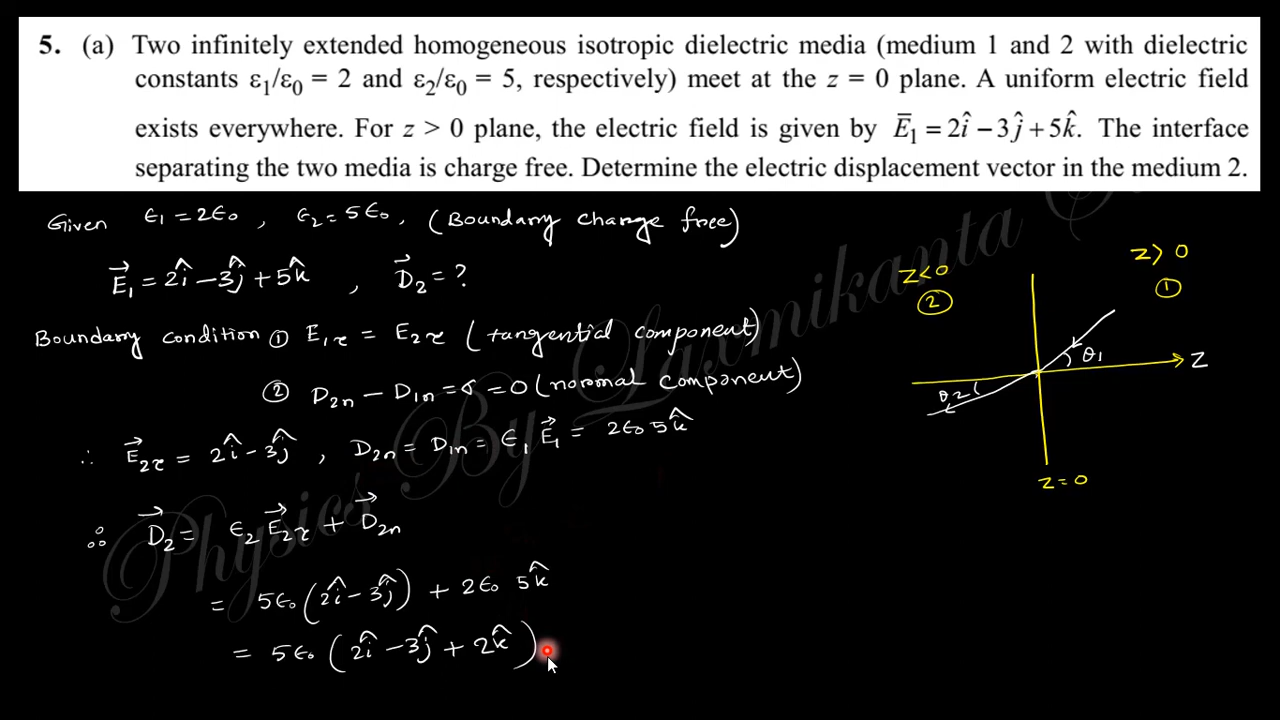 5. (a) Two infinitely extended homogeneous isotropic dielectric media (medium 1 and 2 with dielectric
constants ε₁/ε₀ = 2 and ε₂/ε₀ = 5, respectively) meet at the z = 0 plane. A uniform electric field
exists everywhere. For z > 0 plane, the electric field is given by Ē₁ = 2î − 3ĵ + 5k̂. The interface
separating the two media is charge free. Determine the electric displacement vector in the medium 2.
Given ε₁ = 2ε₀ , ε₂ = 5ε₀, (Boundary charge free)
E⃗₁ = 2î − 3ĵ + 5k̂ , D⃗₂ = ?
Boundary condition ① E₁τ = E₂τ (tangential component)
② D₂n − D₁n = σ = 0 (normal component)
∴ E⃗₂τ = 2î − 3ĵ , D₂n = D₁n = ε₁ E⃗₁ = 2ε₀ 5k̂
∴ D⃗₂ = ε₂ E⃗₂τ + D⃗₂n
= 5ε₀ (2î − 3ĵ) + 2ε₀ 5k̂
= 5ε₀ (2î − 3ĵ + 2k̂)
z > 0
①
z < 0
②
θ₁
z
θ₂
z = 0
Physics By Laxmikanta